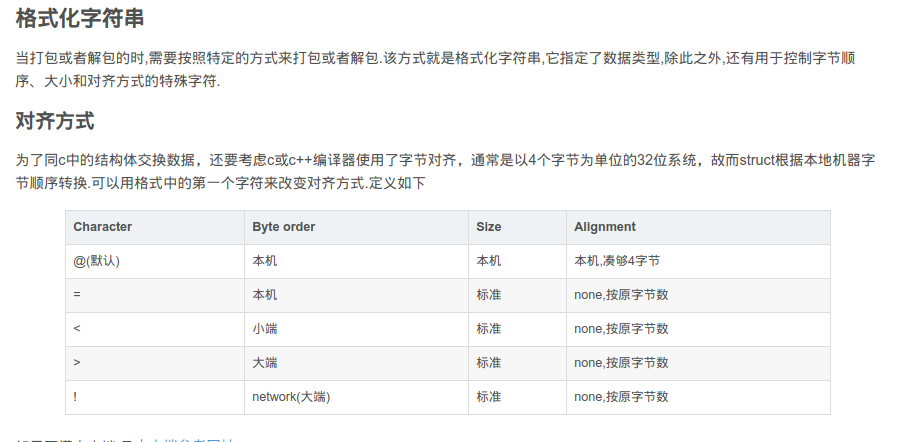 格式化字符串
当打包或者解包的时,需要按照特定的方式来打包或者解包.该方式就是格式化字符串,它指定了数据类型,除此之外,还有用于控制字节顺
序、大小和对齐方式的特殊字符.
对齐方式
为了同c中的结构体交换数据，还要考虑c或c++编译器使用了字节对齐，通常是以4个字节为单位的32位系统，故而struct根据本地机器字
节顺序转换.可以用格式中的第一个字符来改变对齐方式.定义如下
Character Byte order Size Alignment
@(默认) 本机 本机 本机,凑够4字节
= 本机 标准 none,按原字节数
< 小端 标准 none,按原字节数
> 大端 标准 none,按原字节数
! network(大端) 标准 none,按原字节数